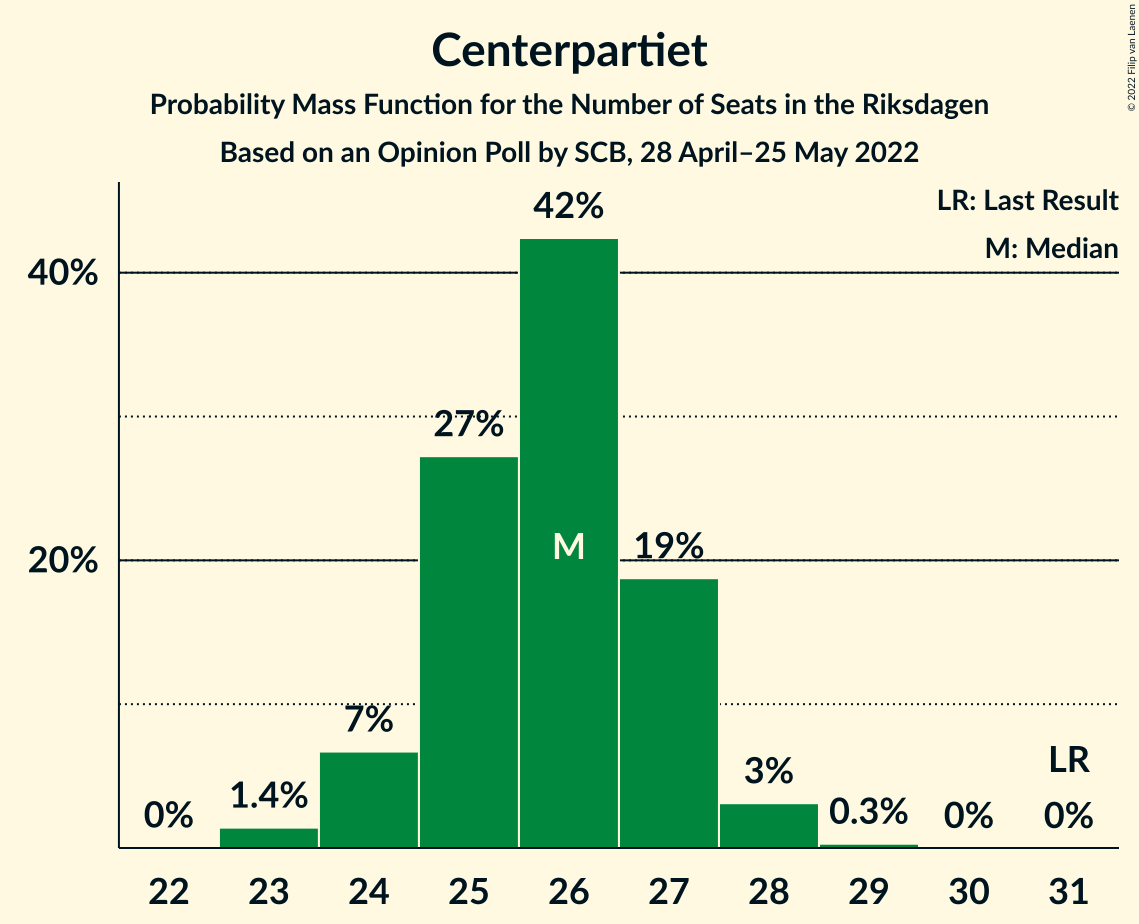 Centerpartiet
Probability Mass Function for the Number of Seats in the Riksdagen
Based on an Opinion Poll by SCB, 28 April–25 May 2022
© 2022 Filip van Laenen
LR: Last Result
M: Median
40%
20%
0%
1.4%
7%
27%
42%
M
19%
3%
0.3%
0%
LR
0%
22 23 24 25 26 27 28 29 30 31